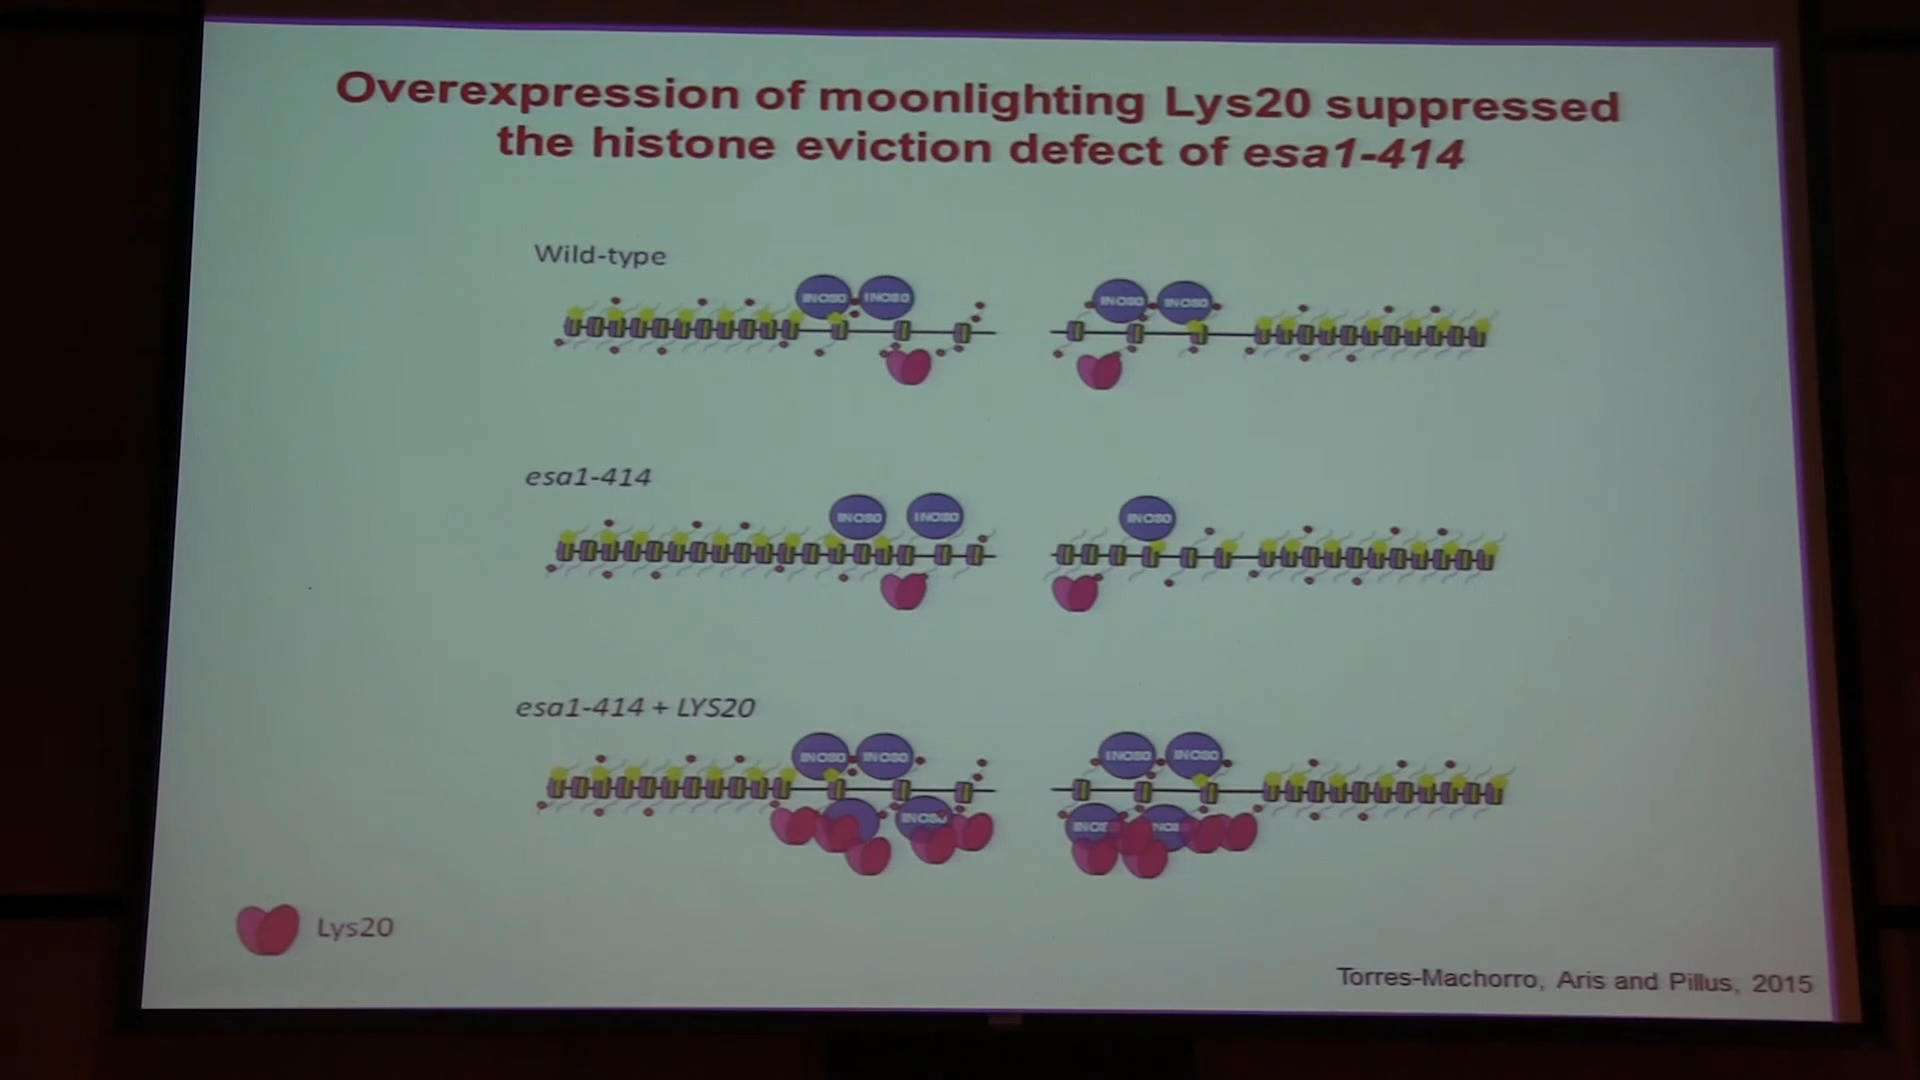 Overexpression of moonlighting Lys20 suppressed
the histone eviction defect of esa1-414
Wild-type
INO80 INO80 INO80 INO80
esa1-414
INO80 INO80 INO80
esa1-414 + LYS20
INO80 INO80 INO80 INO80
INO80
Lys20
Torres-Machorro, Aris and Pillus, 2015